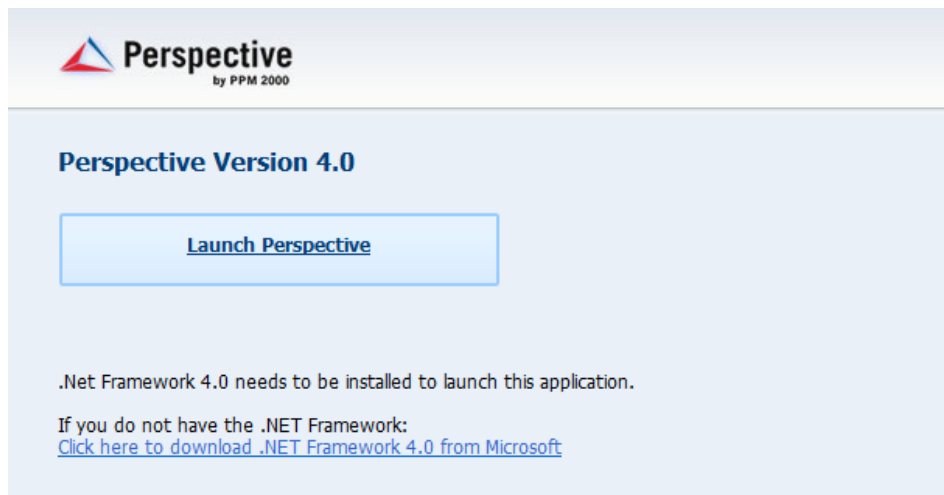 Perspective
by PPM 2000
Perspective Version 4.0
Launch Perspective
.Net Framework 4.0 needs to be installed to launch this application.
If you do not have the .NET Framework:
Click here to download .NET Framework 4.0 from Microsoft